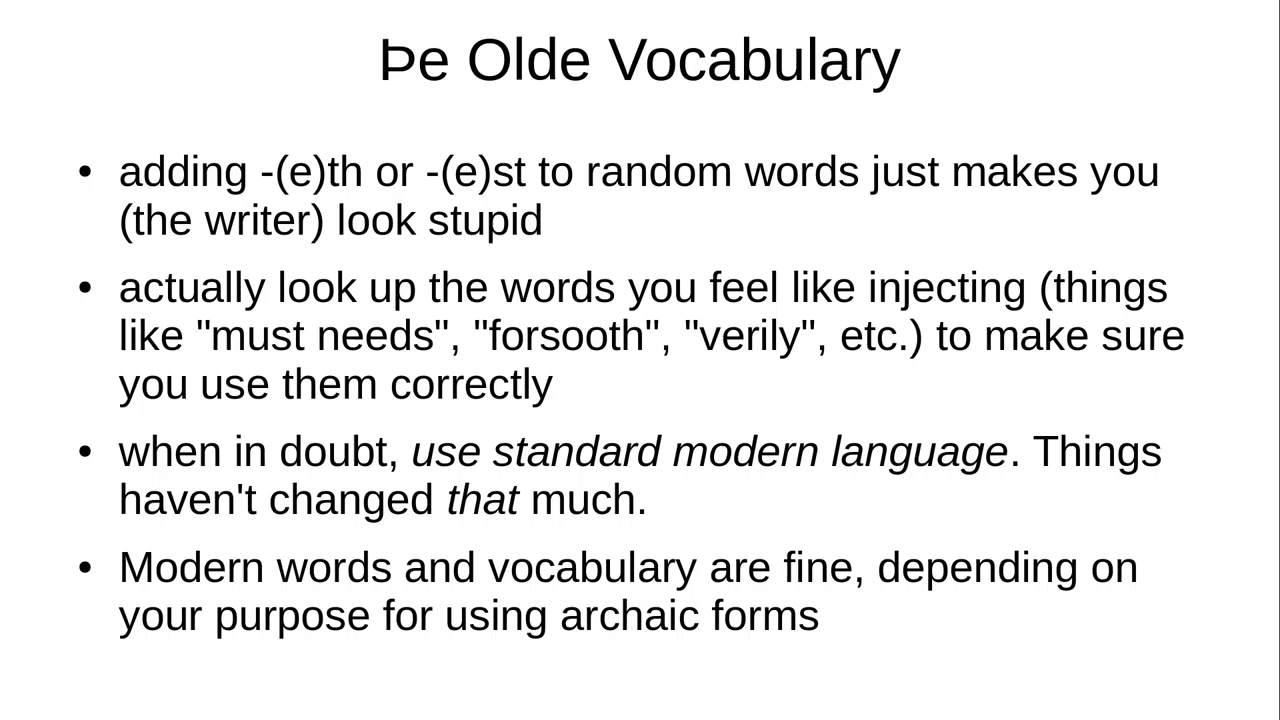 Þe Olde Vocabulary
• adding -(e)th or -(e)st to random words just makes you
(the writer) look stupid
• actually look up the words you feel like injecting (things
like "must needs", "forsooth", "verily", etc.) to make sure
you use them correctly
• when in doubt, use standard modern language. Things
haven't changed that much.
• Modern words and vocabulary are fine, depending on
your purpose for using archaic forms